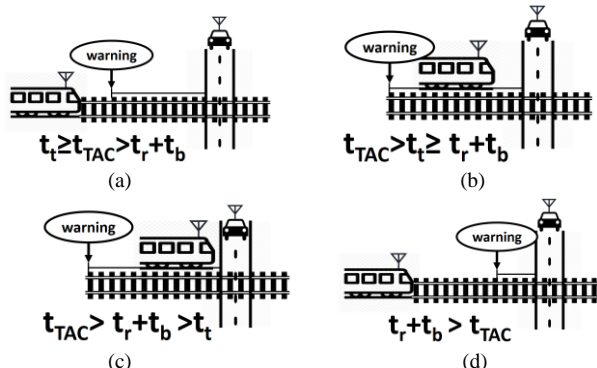 warning
t_t≥t_TAC>t_r+t_b
(a)
warning
t_TAC>t_t≥ t_r+t_b
(b)
warning
t_TAC> t_r+t_b >t_t
(c)
warning
t_r+t_b > t_TAC
(d)